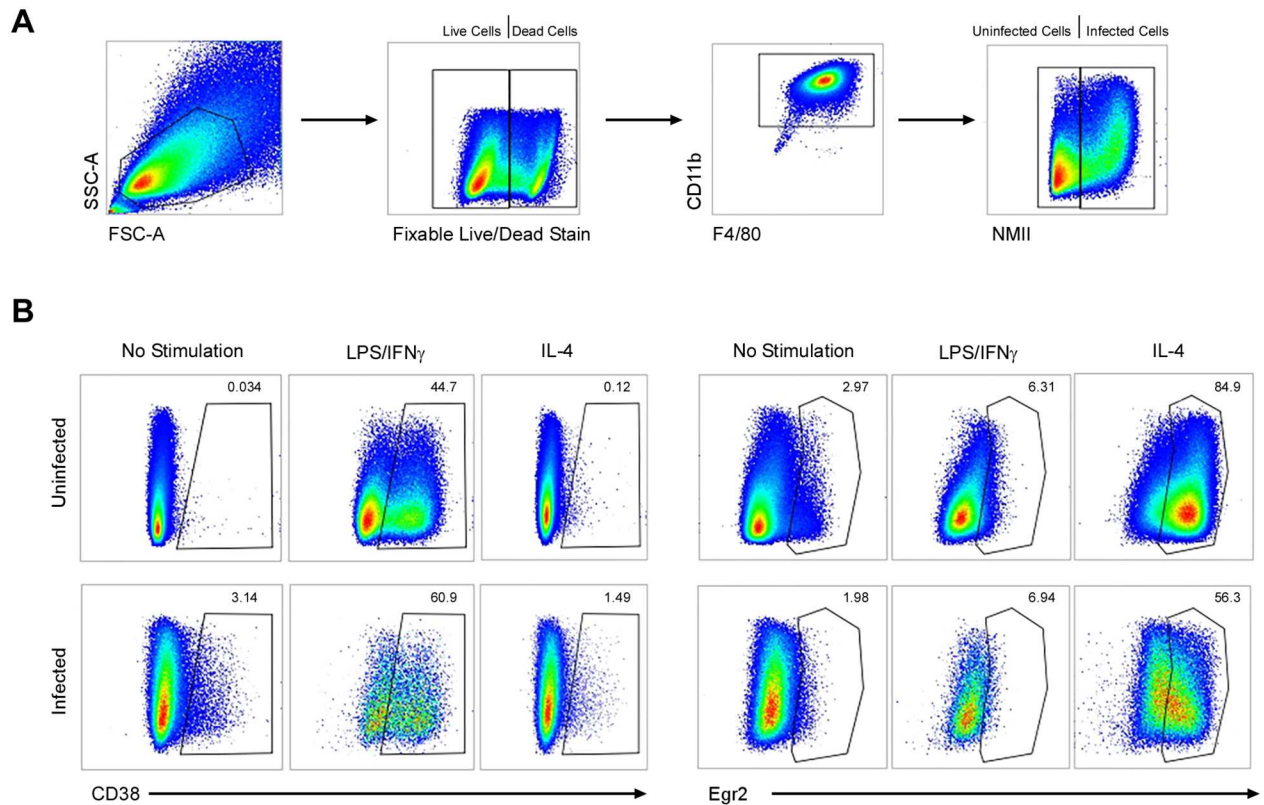 A
Live Cells | Dead Cells
Uninfected Cells | Infected Cells
SSC-A
FSC-A
Fixable Live/Dead Stain
CD11b
F4/80
NMII
B
No Stimulation
LPS/IFNγ
IL-4
No Stimulation
LPS/IFNγ
IL-4
Uninfected
0.034
44.7
0.12
2.97
6.31
84.9
Infected
3.14
60.9
1.49
1.98
6.94
56.3
CD38
Egr2